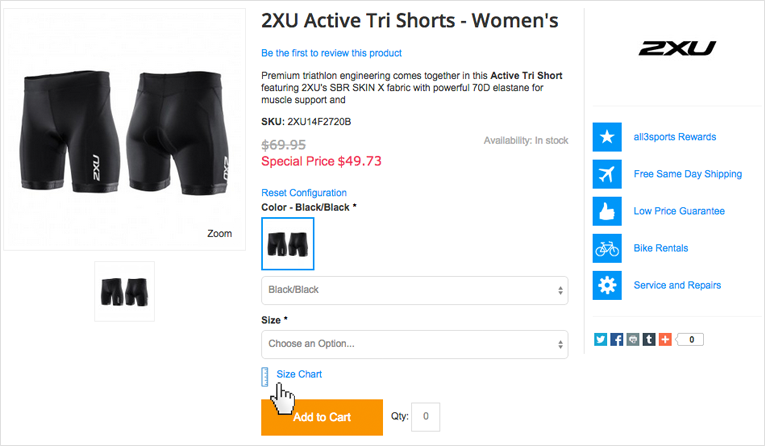 2XU Active Tri Shorts - Women's
Be the first to review this product
Premium triathlon engineering comes together in this Active Tri Short
featuring 2XU's SBR SKIN X fabric with powerful 70D elastane for
muscle support and
SKU: 2XU14F2720B
$69.95
Availability: In stock
Special Price $49.73
Reset Configuration
Color - Black/Black *
Black/Black
Size *
Choose an Option...
Size Chart
Add to Cart
Qty: 0
2XU
2XU
Zoom
2XU
all3sports Rewards
Free Same Day Shipping
Low Price Guarantee
Bike Rentals
Service and Repairs
0